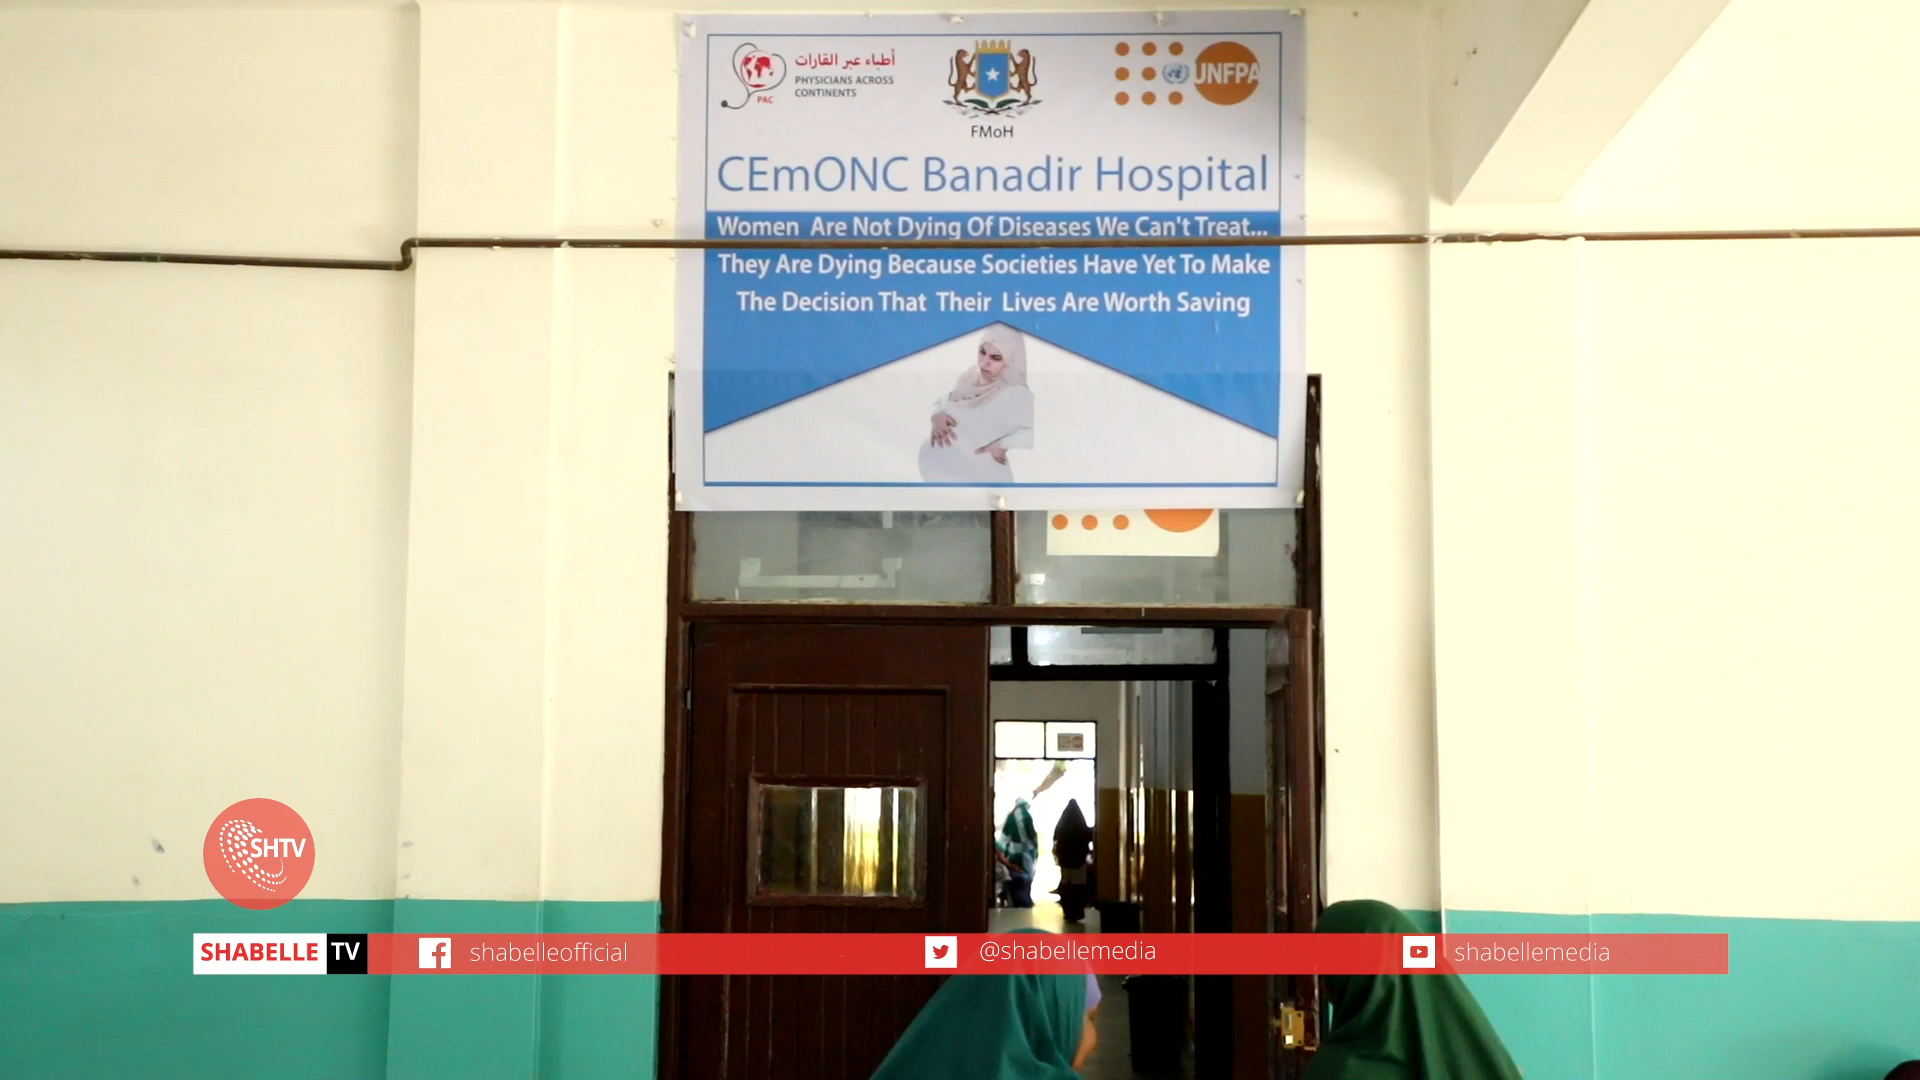 أطباء عبر القارات
PHYSICIANS ACROSS
CONTINENTS
PAC
FMoH
UNFPA
CEmONC Banadir Hospital
Women Are Not Dying Of Diseases We Can't Treat...
They Are Dying Because Societies Have Yet To Make
The Decision That Their Lives Are Worth Saving
SHTV
SHABELLE TV
shabelleofficial
@shabellemedia
shabellemedia